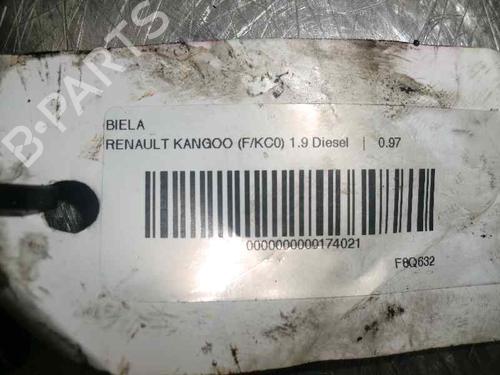 B-PARTS
BIELA
RENAULT KANGOO (F/KC0) 1.9 Diesel | 0.97
0000000000174021
F8Q632